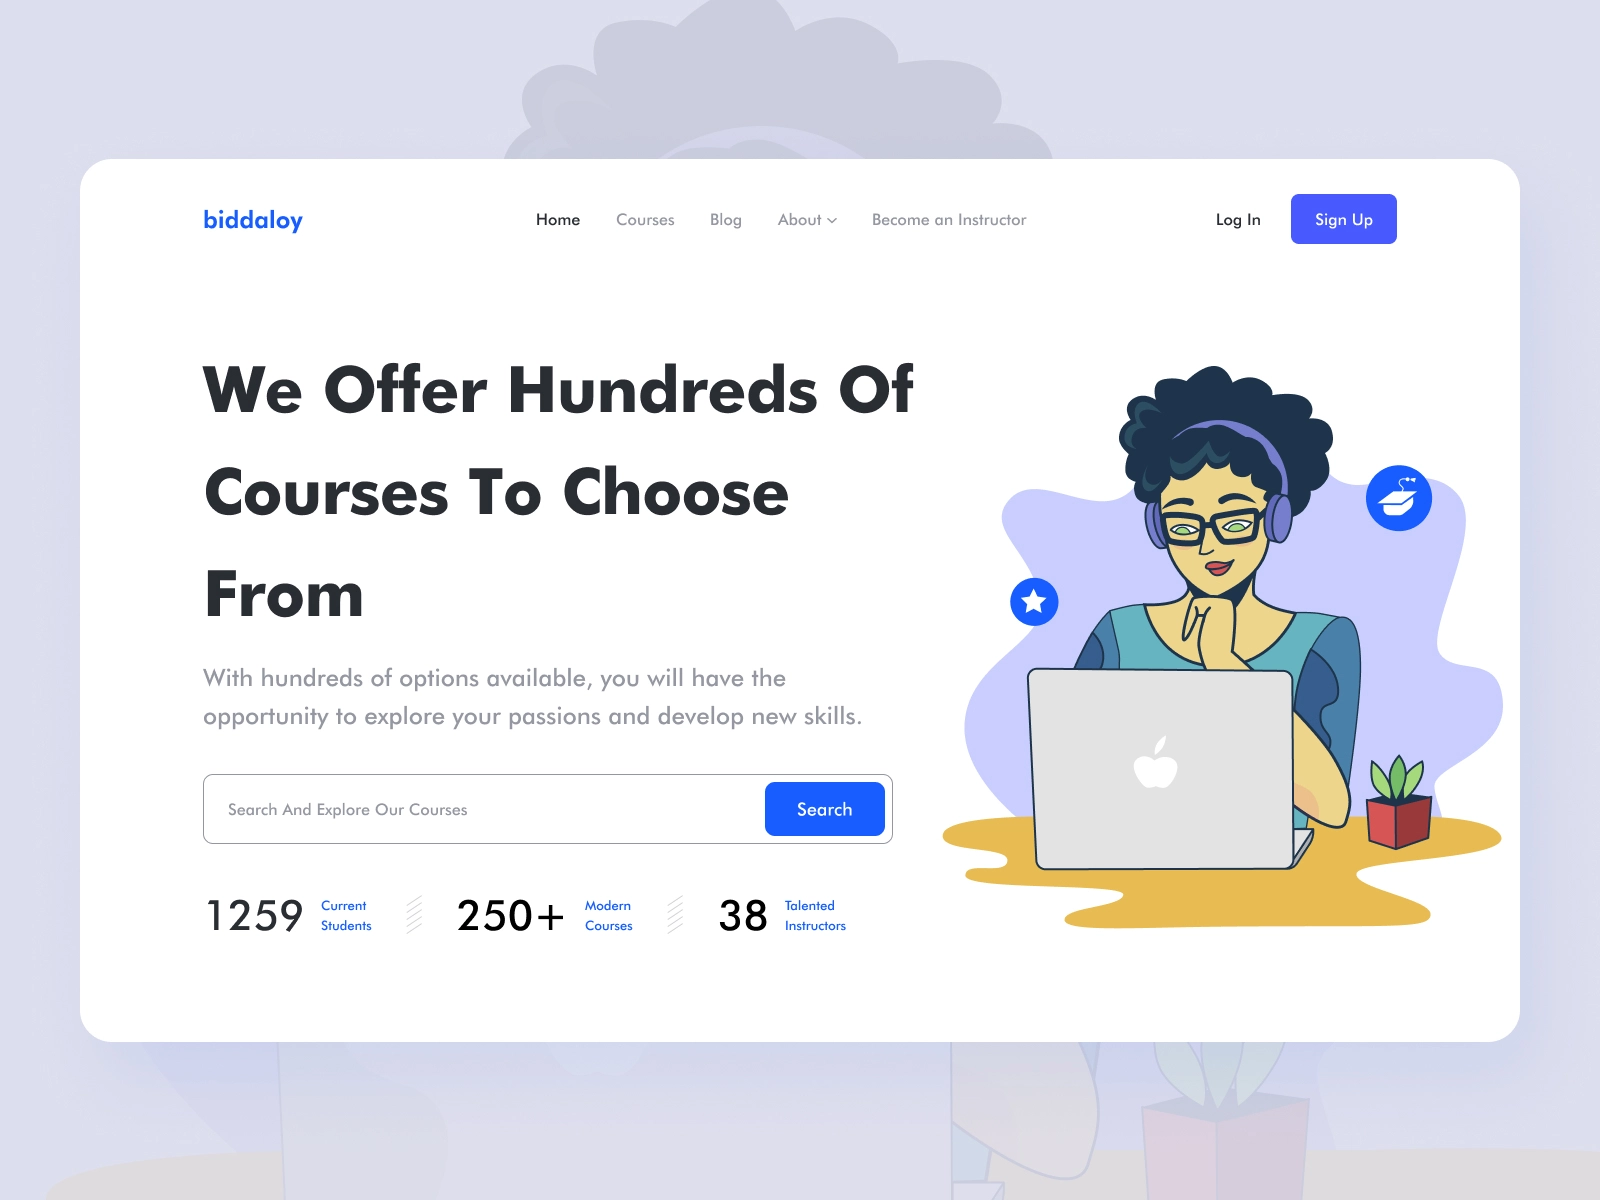 biddaloy
Home Courses Blog About Become an Instructor
Log In Sign Up
We Offer Hundreds Of
Courses To Choose
From
With hundreds of options available, you will have the
opportunity to explore your passions and develop new skills.
Search And Explore Our Courses
Search
1259 Current
Students
250+ Modern
Courses
38 Talented
Instructors